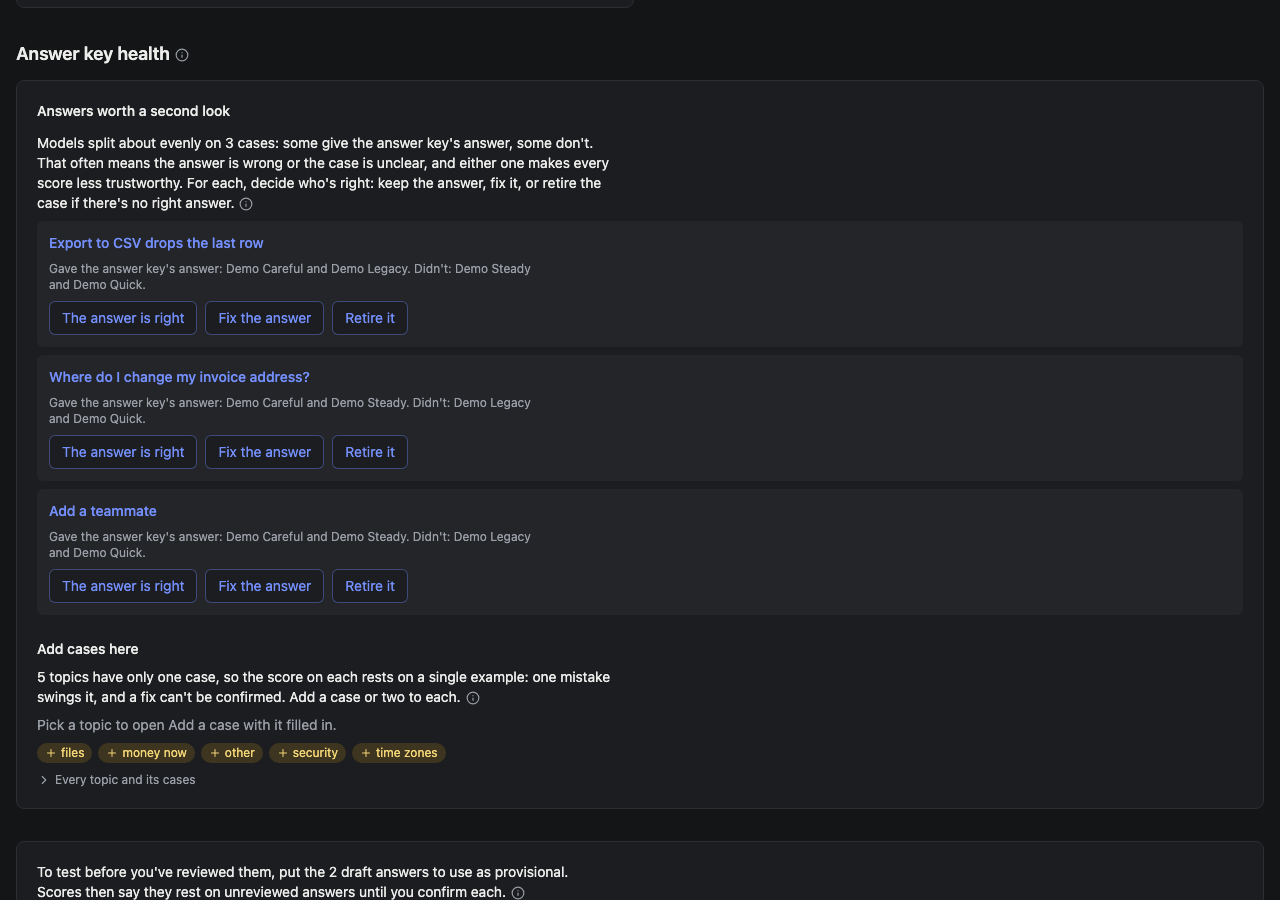 Answer key health
Answers worth a second look
Models split about evenly on 3 cases: some give the answer key's answer, some don't.
That often means the answer is wrong or the case is unclear, and either one makes every
score less trustworthy. For each, decide who's right: keep the answer, fix it, or retire the
case if there's no right answer.
Export to CSV drops the last row
Gave the answer key's answer: Demo Careful and Demo Legacy. Didn't: Demo Steady
and Demo Quick.
The answer is right Fix the answer Retire it
Where do I change my invoice address?
Gave the answer key's answer: Demo Careful and Demo Steady. Didn't: Demo Legacy
and Demo Quick.
The answer is right Fix the answer Retire it
Add a teammate
Gave the answer key's answer: Demo Careful and Demo Steady. Didn't: Demo Legacy
and Demo Quick.
The answer is right Fix the answer Retire it
Add cases here
5 topics have only one case, so the score on each rests on a single example: one mistake
swings it, and a fix can't be confirmed. Add a case or two to each.
Pick a topic to open Add a case with it filled in.
+ files + money now + other + security + time zones
Every topic and its cases
To test before you've reviewed them, put the 2 draft answers to use as provisional.
Scores then say they rest on unreviewed answers until you confirm each.